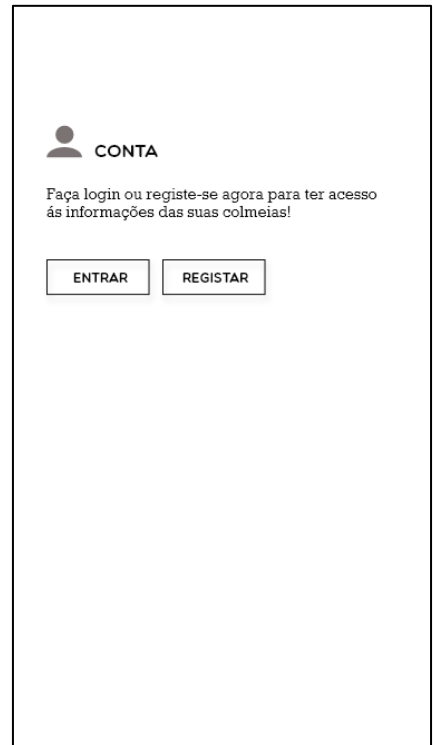 CONTA
Faça login ou registe-se agora para ter acesso
ás informações das suas colmeias!
ENTRAR
REGISTAR